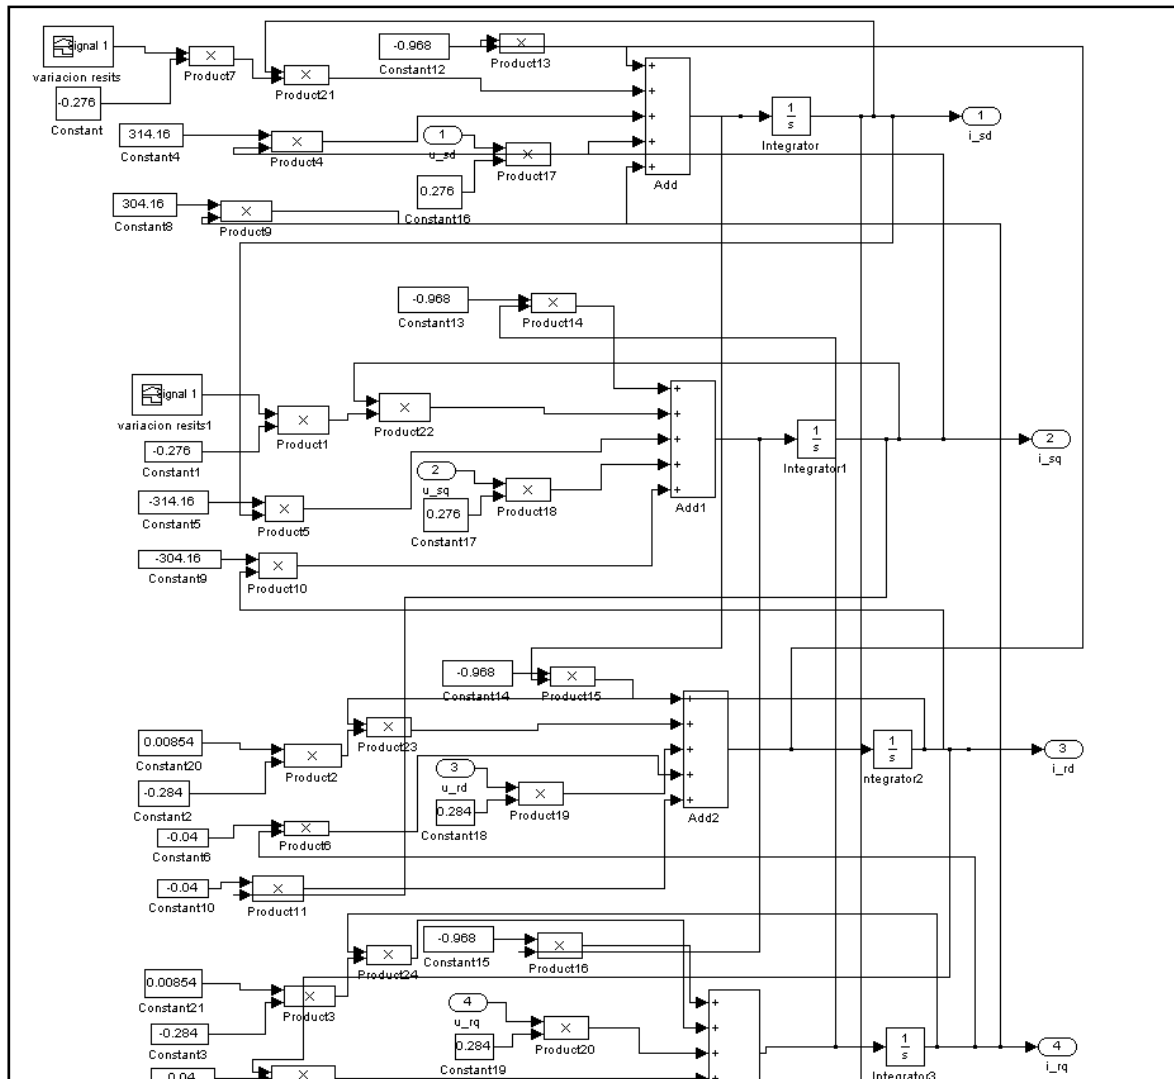 signal 1
variacion resits
-0.276
Constant
×
Product7
×
Product21
-0.968
Constant12
×
Product13
314.16
Constant4
×
Product4
1
u_sd
×
Product17
0.276
Constant16
+
+
+
+
+
Add
1
s
Integrator
1
i_sd
304.16
Constant8
×
Product9
-0.968
Constant13
×
Product14
signal 1
variacion resits1
-0.276
Constant1
×
Product1
×
Product22
-314.16
Constant5
×
Product5
2
u_sq
0.276
Constant17
×
Product18
+
+
+
+
+
Add1
1
s
Integrator1
2
i_sq
-304.16
Constant9
×
Product10
-0.968
Constant14
×
Product15
0.00854
Constant20
-0.284
Constant2
×
Product2
×
Product23
3
u_rd
0.284
Constant18
×
Product19
+
+
+
+
+
Add2
1
s
ntegrator2
3
i_rd
-0.04
Constant6
×
Product6
-0.04
Constant10
×
Product11
×
Product24
-0.968
Constant15
×
Product16
0.00854
Constant21
-0.284
Constant3
×
Product3
4
u_rq
0.284
Constant19
×
Product20
+
+
+
+
1
s
Integrator3
4
i_rq
0.04
×